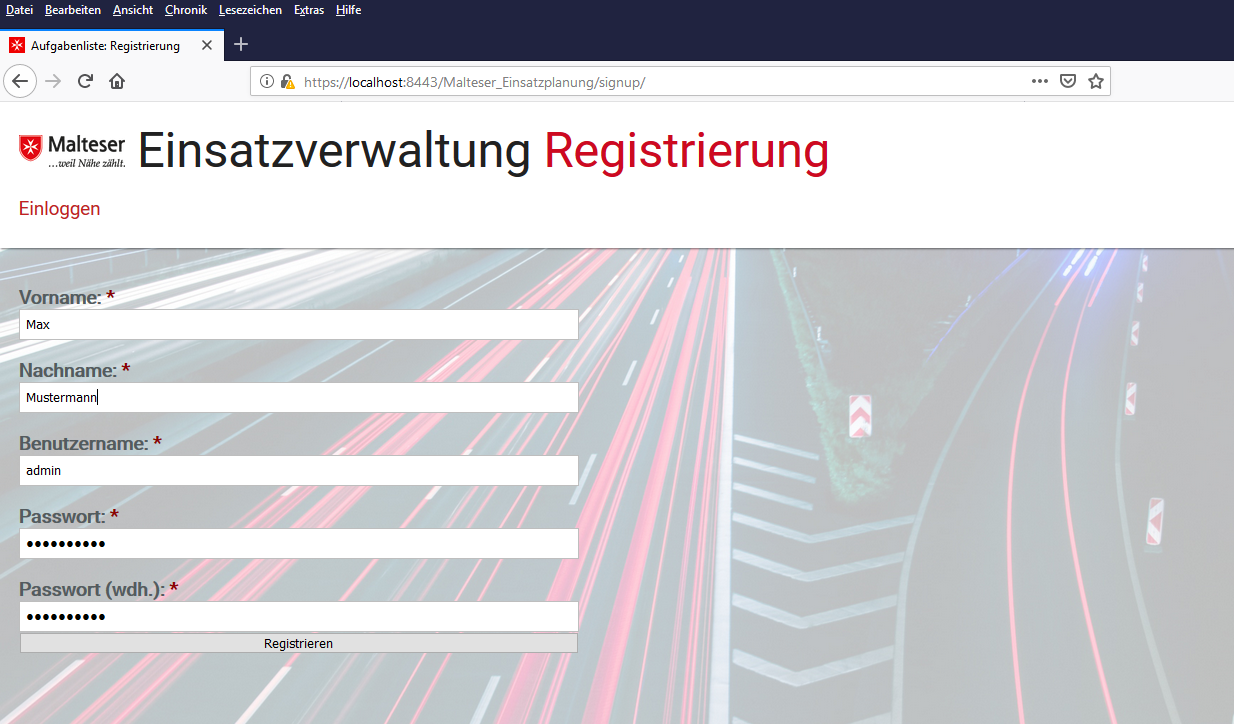 Datei Bearbeiten Ansicht Chronik Lesezeichen Extras Hilfe
Aufgabenliste: Registrierung
https://localhost:8443/Malteser_Einsatzplanung/signup/
Malteser
...weil Nähe zählt.
Einsatzverwaltung Registrierung
Einloggen
Vorname: *
Max
Nachname: *
Mustermann
Benutzername: *
admin
Passwort: *
••••••••••
Passwort (wdh.): *
••••••••••
Registrieren